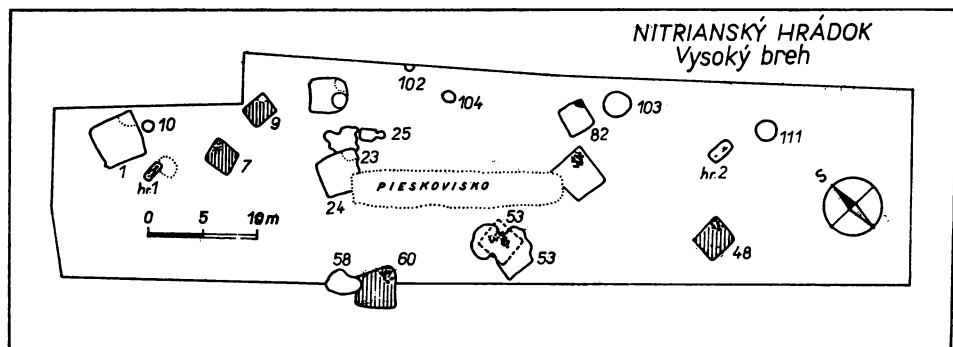 NITRIANSKÝ HRÁDOK
Vysoký breh
102
104
103
9
10
25
82
111
1
7
23
hr.1
hr.2
S
PIESKOVISKO
24
0 5 10 m
53
53
48
58
60